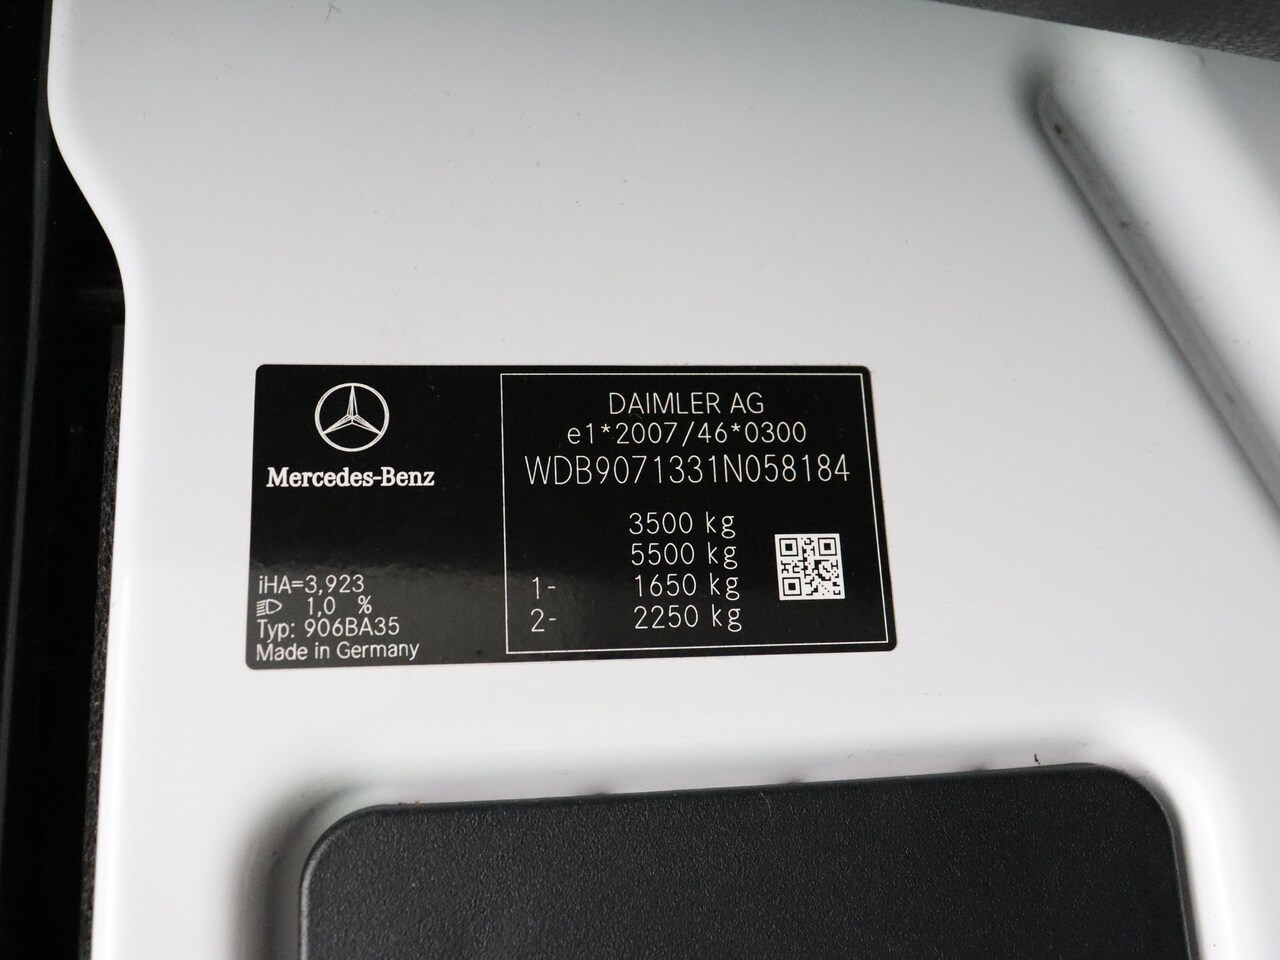 Mercedes-Benz
iHA=3,923
1,0 %
Typ: 906BA35
Made in Germany
DAIMLER AG
e1*2007/46*0300
WDB9071331N058184
3500 kg
5500 kg
1- 1650 kg
2- 2250 kg